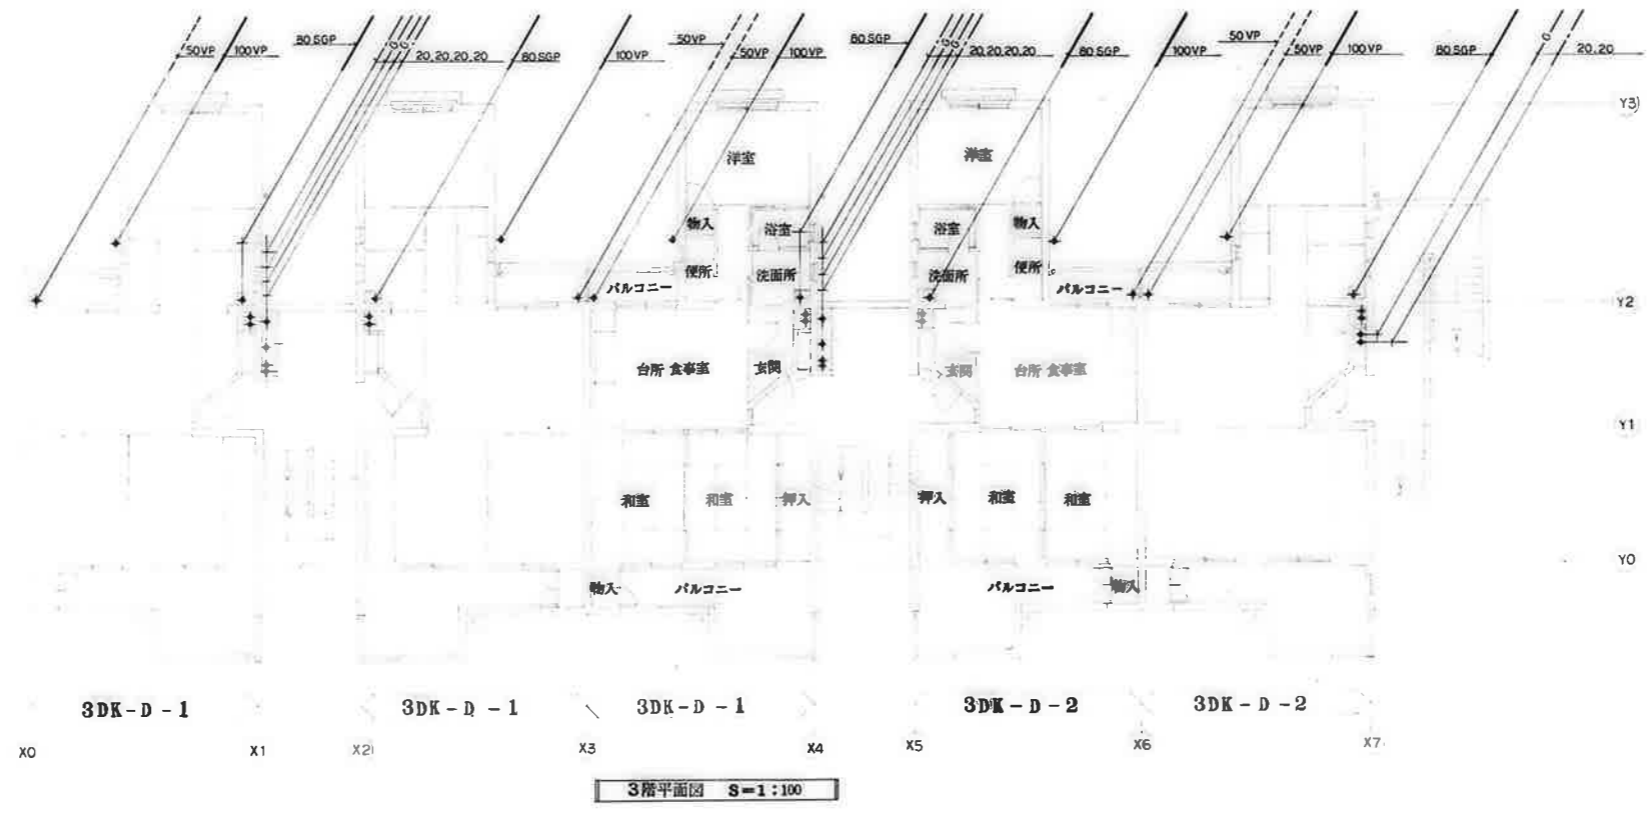 50VP 100VP 80SGP 20,20,20,20 80SGP 100VP 50VP 50VP 100VP 80SGP 20,20,20,20 80SGP 100VP 50VP 50VP 100VP 80SGP 20,20
Y3
洋室 洋室
物入 浴室 浴室 物入
便所 洗面所 洗面所 便所
バルコニー バルコニー
Y2
台所 食事室 玄関 玄関 台所 食事室
Y1
和室 和室 押入 押入 和室 和室
Y0
物入 バルコニー バルコニー 物入
3DK-D-1 3DK-D-1 3DK-D-1 3DK-D-2 3DK-D-2
X0 X1 X2 X3 X4 X5 X6 X7
3階平面図 S=1:100